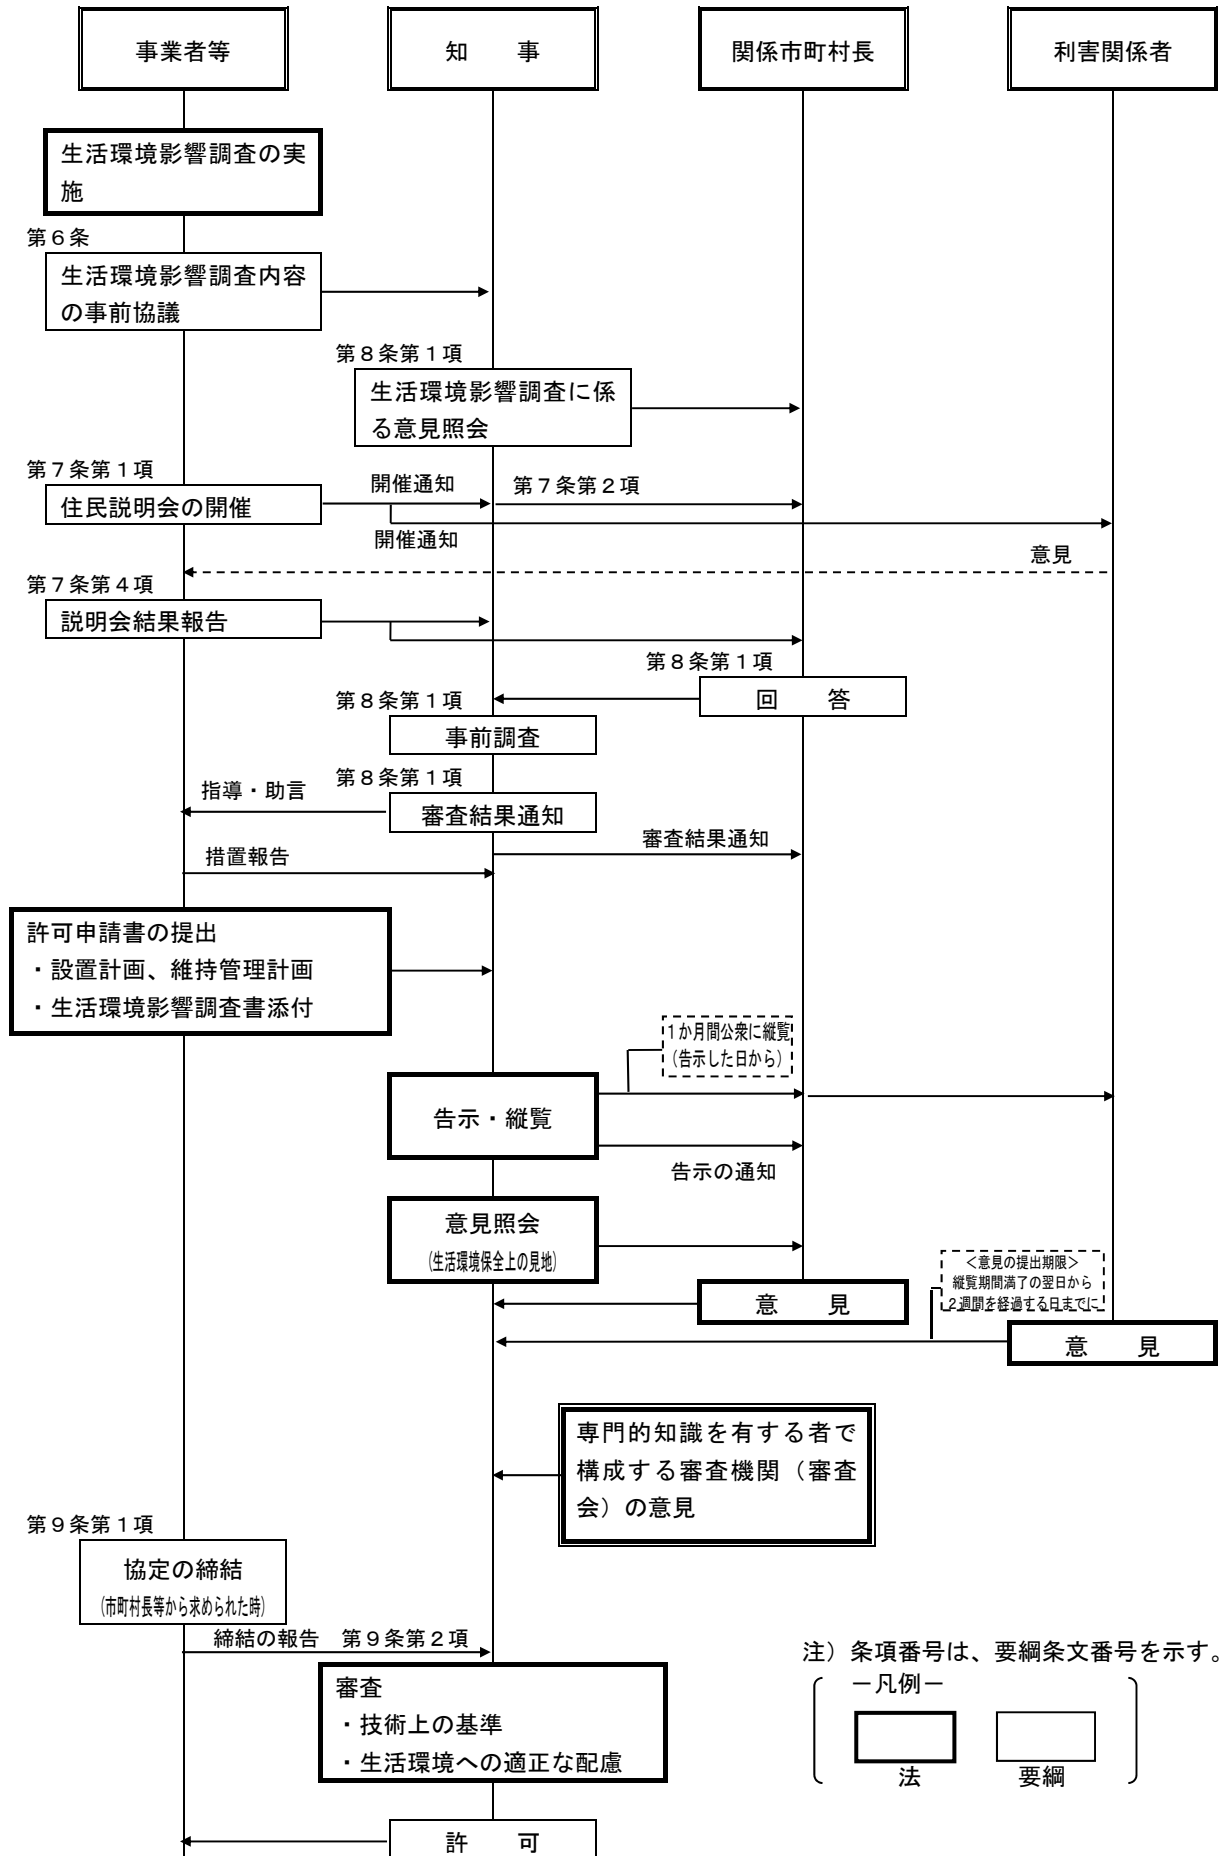 事業者等
知　　事
関係市町村長
利害関係者
生活環境影響調査の実
施
第６条
生活環境影響調査内容
の事前協議
第８条第１項
生活環境影響調査に係
る意見照会
第７条第１項
住民説明会の開催
開催通知
第７条第２項
開催通知
意見
第７条第４項
説明会結果報告
第８条第１項
回　　答
第８条第１項
事前調査
第８条第１項
指導・助言
審査結果通知
審査結果通知
措置報告
許可申請書の提出
・設置計画、維持管理計画
・生活環境影響調査書添付
１か月間公衆に縦覧
（告示した日から）
告示・縦覧
告示の通知
意見照会
（生活環境保全上の見地）
＜意見の提出期限＞
縦覧期間満了の翌日から
２週間を経過する日までに
意　　見
意　　見
専門的知識を有する者で
構成する審査機関（審査
会）の意見
第９条第１項
協定の締結
（市町村長等から求められた時）
締結の報告　第９条第２項
審査
・技術上の基準
・生活環境への適正な配慮
注）条項番号は、要綱条文番号を示す。
－凡例－
法
要綱
許　　可